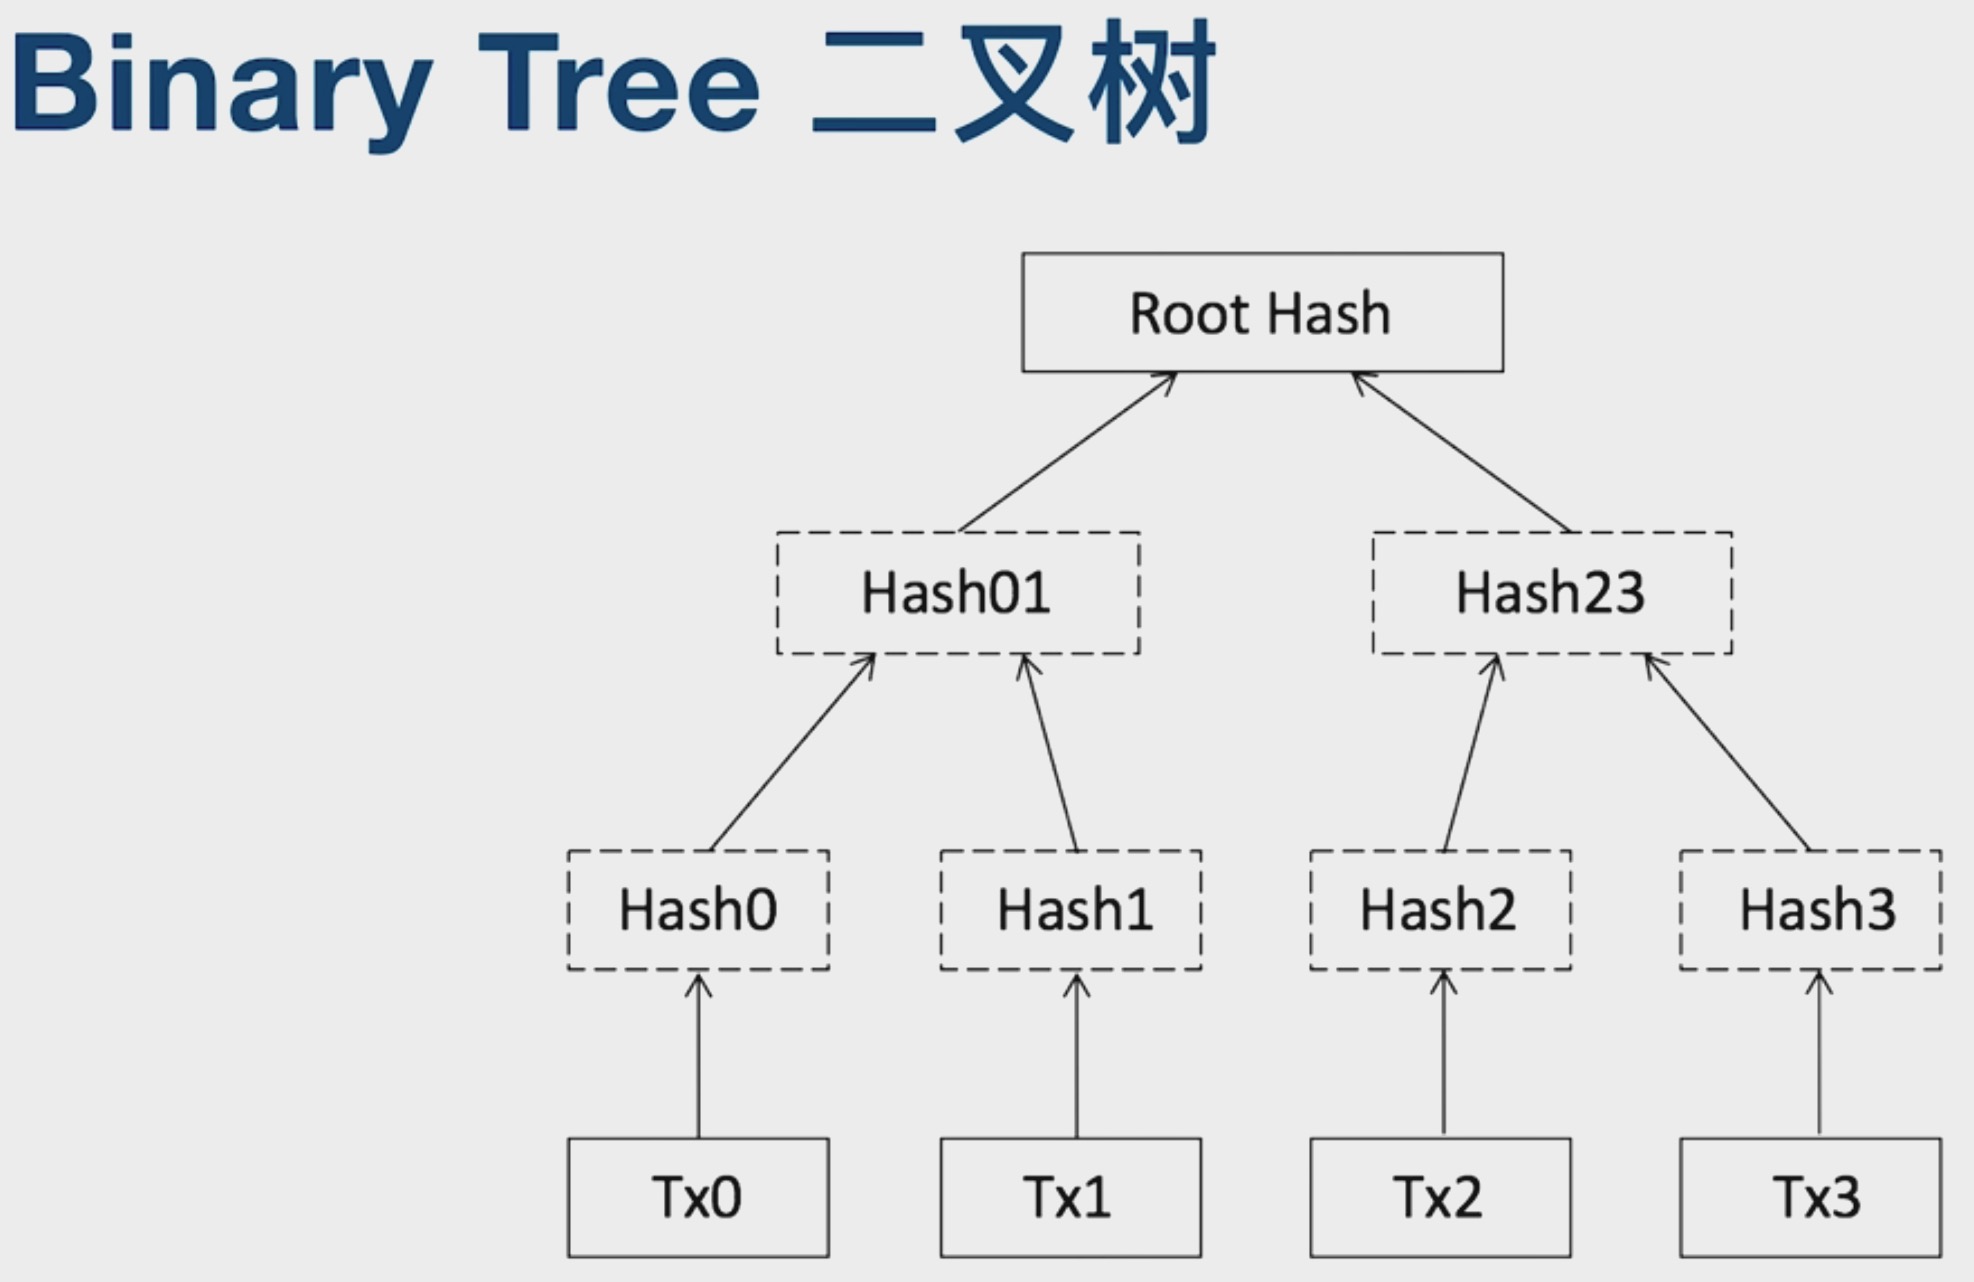 Binary Tree 二叉树
Root Hash
Hash01
Hash23
Hash0
Hash1
Hash2
Hash3
Tx0
Tx1
Tx2
Tx3